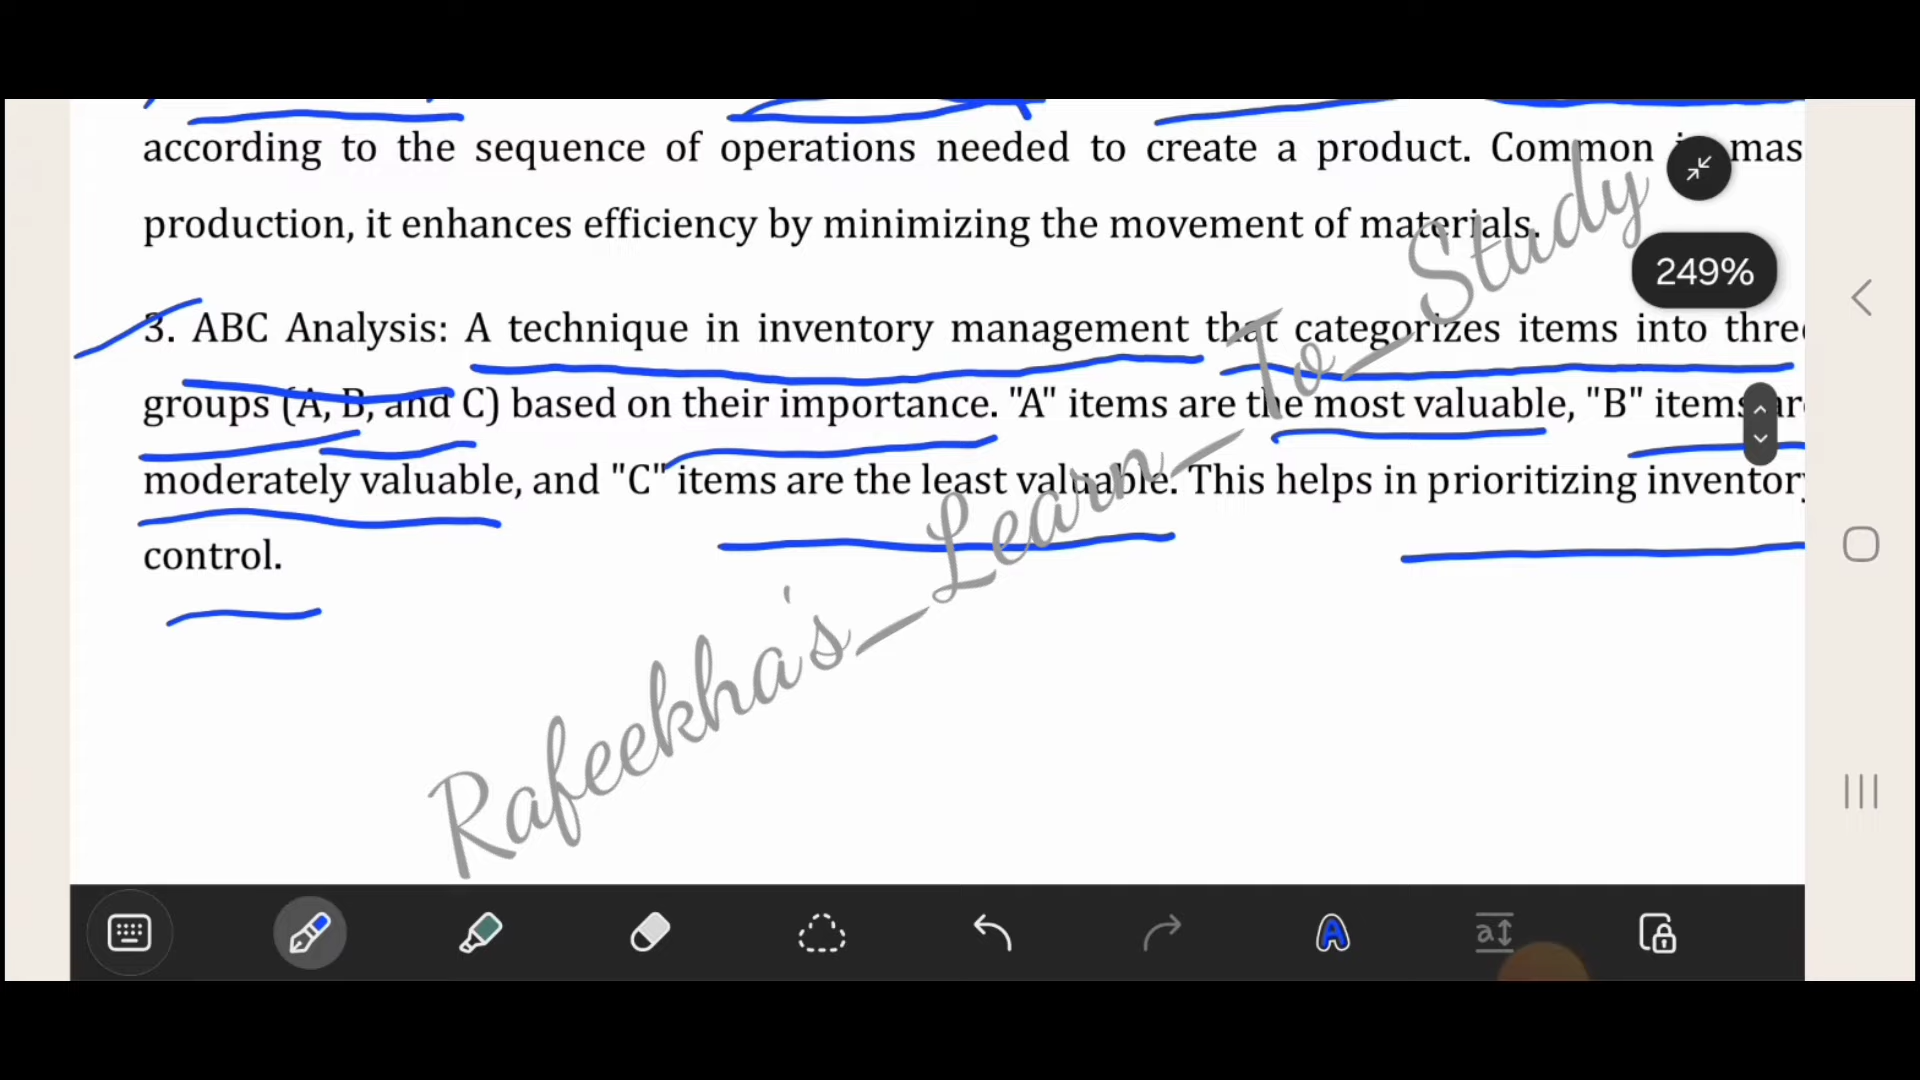 according to the sequence of operations needed to create a product. Common mas
production, it enhances efficiency by minimizing the movement of materials.
249%
3. ABC Analysis: A technique in inventory management that categorizes items into three
groups (A, B, and C) based on their importance. "A" items are the most valuable, "B" items
moderately valuable, and "C" items are the least valuable. This helps in prioritizing inventory
control.
Rafeekha's_Learn_To_Study